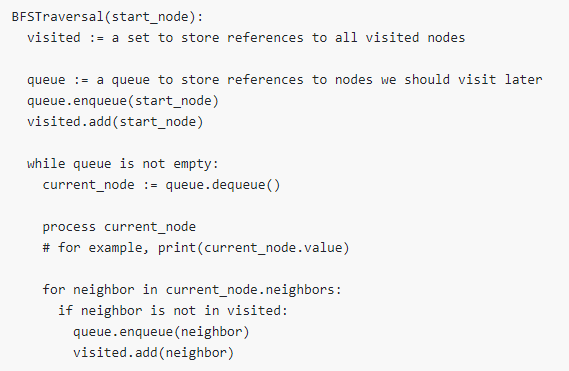 BFSTraversal(start_node):
  visited := a set to store references to all visited nodes

  queue := a queue to store references to nodes we should visit later
  queue.enqueue(start_node)
  visited.add(start_node)

  while queue is not empty:
    current_node := queue.dequeue()

    process current_node
    # for example, print(current_node.value)

    for neighbor in current_node.neighbors:
      if neighbor is not in visited:
        queue.enqueue(neighbor)
        visited.add(neighbor)